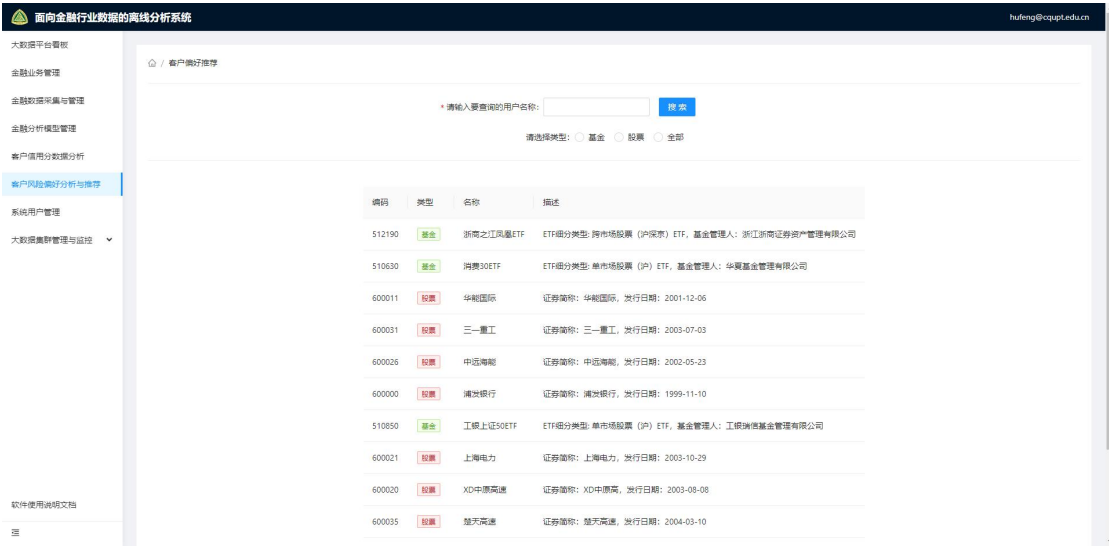 面向金融行业数据的离线分析系统
hufeng@cqupt.edu.cn
大数据平台看板
金融业务管理
金融数据采集与管理
金融分析模型管理
客户信用分数据分析
客户风险偏好分析与推荐
系统用户管理
大数据集群管理与监控
软件使用说明文档
/ 客户偏好推荐
* 请输入要查询的用户名称: 搜 索
请选择类型: 基金 股票 全部
编码 类型 名称 描述
512190 基金 浙商之江凤凰ETF ETF细分类型: 跨市场股票（沪深京）ETF，基金管理人：浙江浙商证券资产管理有限公司
510630 基金 消费30ETF ETF细分类型: 单市场股票（沪）ETF，基金管理人：华夏基金管理有限公司
600011 股票 华能国际 证券简称：华能国际，发行日期：2001-12-06
600031 股票 三一重工 证券简称：三一重工，发行日期：2003-07-03
600026 股票 中远海能 证券简称：中远海能，发行日期：2002-05-23
600000 股票 浦发银行 证券简称：浦发银行，发行日期：1999-11-10
510850 基金 工银上证50ETF ETF细分类型: 单市场股票（沪）ETF，基金管理人：工银瑞信基金管理有限公司
600021 股票 上海电力 证券简称：上海电力，发行日期：2003-10-29
600020 股票 XD中原高速 证券简称：XD中原高，发行日期：2003-08-08
600035 股票 楚天高速 证券简称：楚天高速，发行日期：2004-03-10